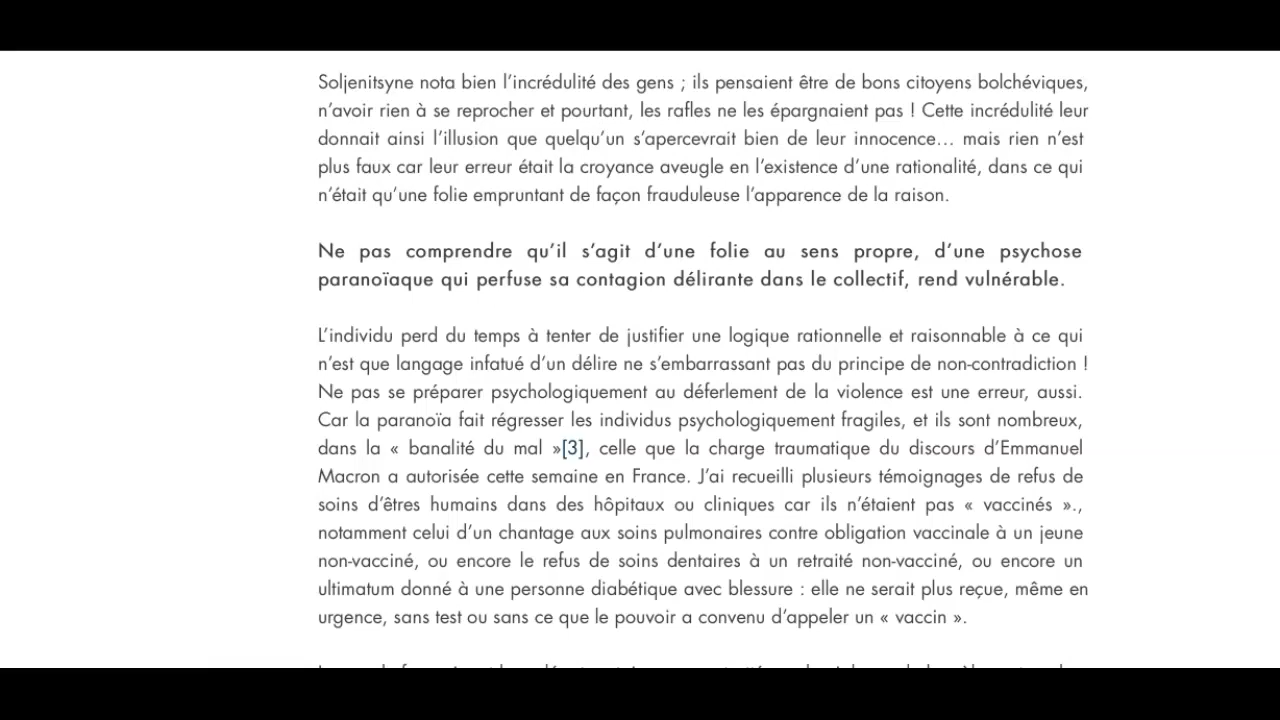 Soljenitsyne nota bien l’incrédulité des gens ; ils pensaient être de bons citoyens bolchéviques,
n’avoir rien à se reprocher et pourtant, les rafles ne les épargnaient pas ! Cette incrédulité leur
donnait ainsi l’illusion que quelqu’un s’apercevrait bien de leur innocence… mais rien n’est
plus faux car leur erreur était la croyance aveugle en l’existence d’une rationalité, dans ce qui
n’était qu’une folie empruntant de façon frauduleuse l’apparence de la raison.
Ne pas comprendre qu’il s’agit d’une folie au sens propre, d’une psychose
paranoïaque qui perfuse sa contagion délirante dans le collectif, rend vulnérable.
L’individu perd du temps à tenter de justifier une logique rationnelle et raisonnable à ce qui
n’est que langage infatué d’un délire ne s’embarrassant pas du principe de non-contradiction !
Ne pas se préparer psychologiquement au déferlement de la violence est une erreur, aussi.
Car la paranoïa fait régresser les individus psychologiquement fragiles, et ils sont nombreux,
dans la « banalité du mal »[3], celle que la charge traumatique du discours d’Emmanuel
Macron a autorisée cette semaine en France. J’ai recueilli plusieurs témoignages de refus de
soins d’êtres humains dans des hôpitaux ou cliniques car ils n’étaient pas « vaccinés ».,
notamment celui d’un chantage aux soins pulmonaires contre obligation vaccinale à un jeune
non-vacciné, ou encore le refus de soins dentaires à un retraité non-vacciné, ou encore un
ultimatum donné à une personne diabétique avec blessure : elle ne serait plus reçue, même en
urgence, sans test ou sans ce que le pouvoir a convenu d’appeler un « vaccin ».